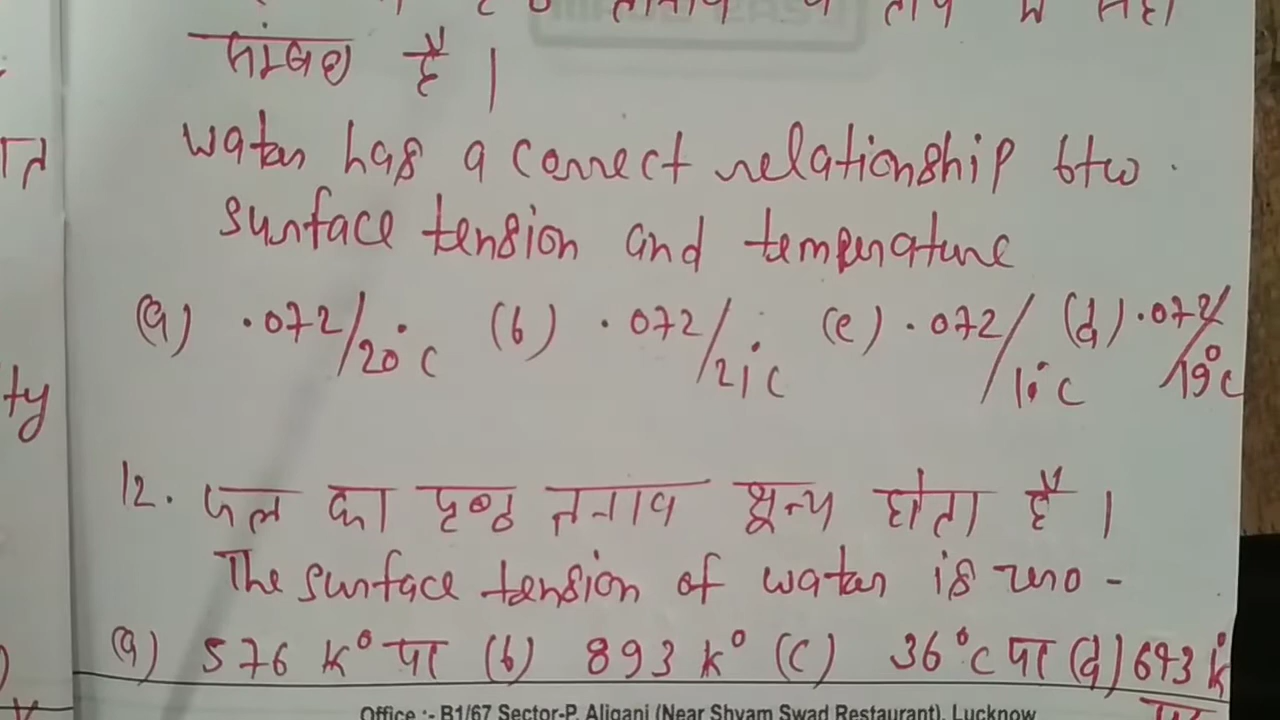 संबंध है।
water has a correct relationship btw.
surface tension and temperature
(a) .072/20°C (b) .072/21°C (c) .072/10°C (d) .072/19°C
12. जल का पृष्ठ तनाव शून्य होता है।
The surface tension of water is zero -
(a) 576 K° पर (b) 893 K° (C) 36°C पर (d) 643 K°
Office :- B1/67 Sector-P, Aliganj (Near Shyam Swad Restaurant), Lucknow
ty